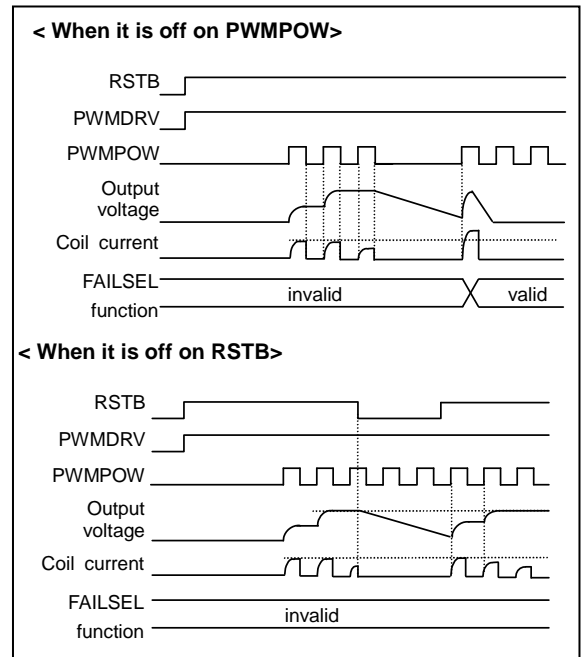 < When it is off on PWMPOW>
RSTB
PWMDRV
PWMPOW
Output
voltage
Coil current
FAILSEL
function
invalid
valid
< When it is off on RSTB>
RSTB
PWMDRV
PWMPOW
Output
voltage
Coil current
FAILSEL
function
invalid